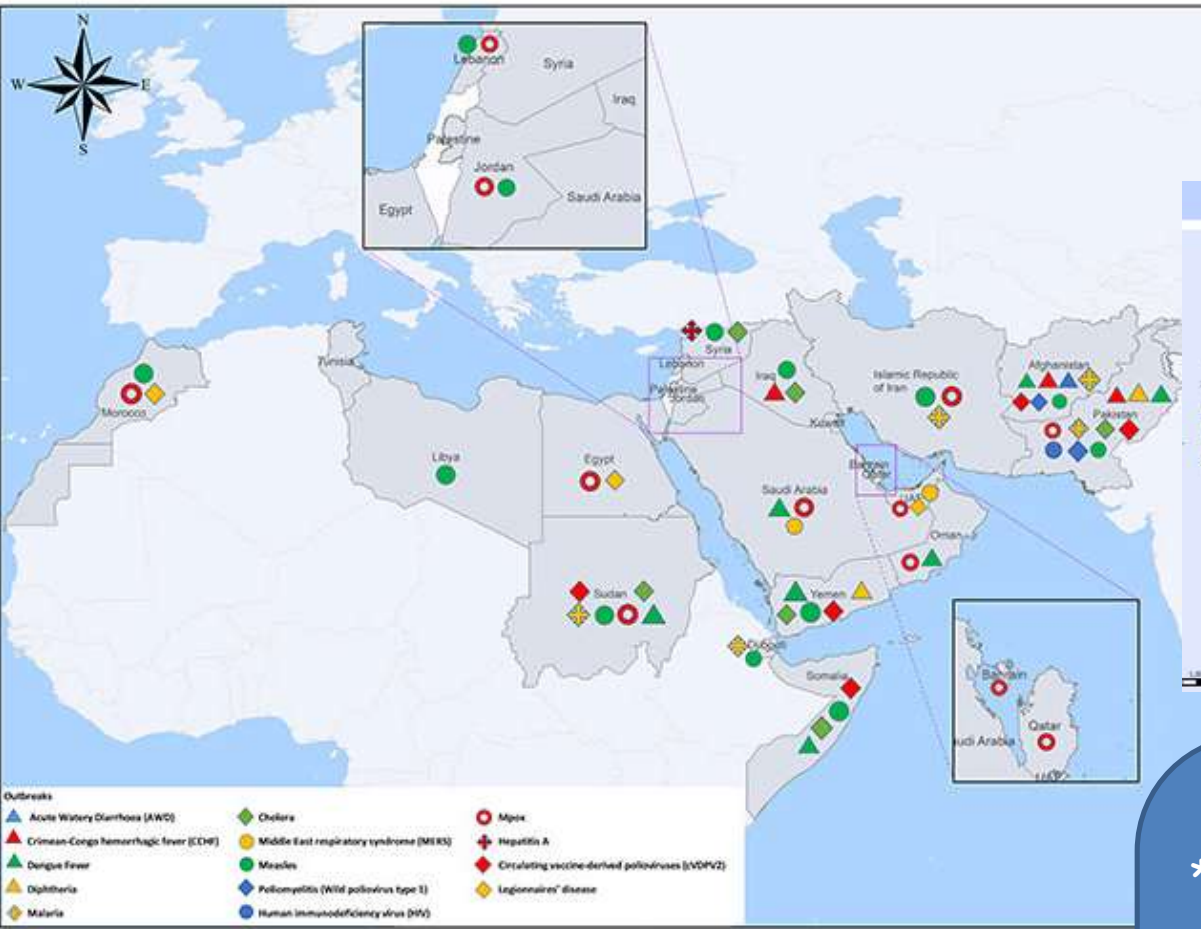 N
W
E
S
Lebanon
Syria
Iraq
Palestine
Jordan
Saudi Arabia
Egypt
Tunisia
Syria
Lebanon
Palestine
Jordan
Iraq
Kuwait
Islamic Republic
of Iran
Afghanistan
Pakistan
Morocco
Libya
Egypt
Bahrain
Qatar
Saudi Arabia
UAE
Oman
Sudan
Yemen
Djibouti
Somalia
Bahrain
Qatar
audi Arabia
UAE
Outbreaks
Acute Watery Diarrhoea (AWD)
Crimean-Congo hemorrhagic fever (CCHF)
Dengue Fever
Diphtheria
Malaria
Cholera
Middle East respiratory syndrome (MERS)
Measles
Poliomyelitis (Wild poliovirus type 1)
Human immunodeficiency virus (HIV)
Mpox
Hepatitis A
Circulating vaccine-derived polioviruses (cVDPV2)
Legionnaires' disease
*